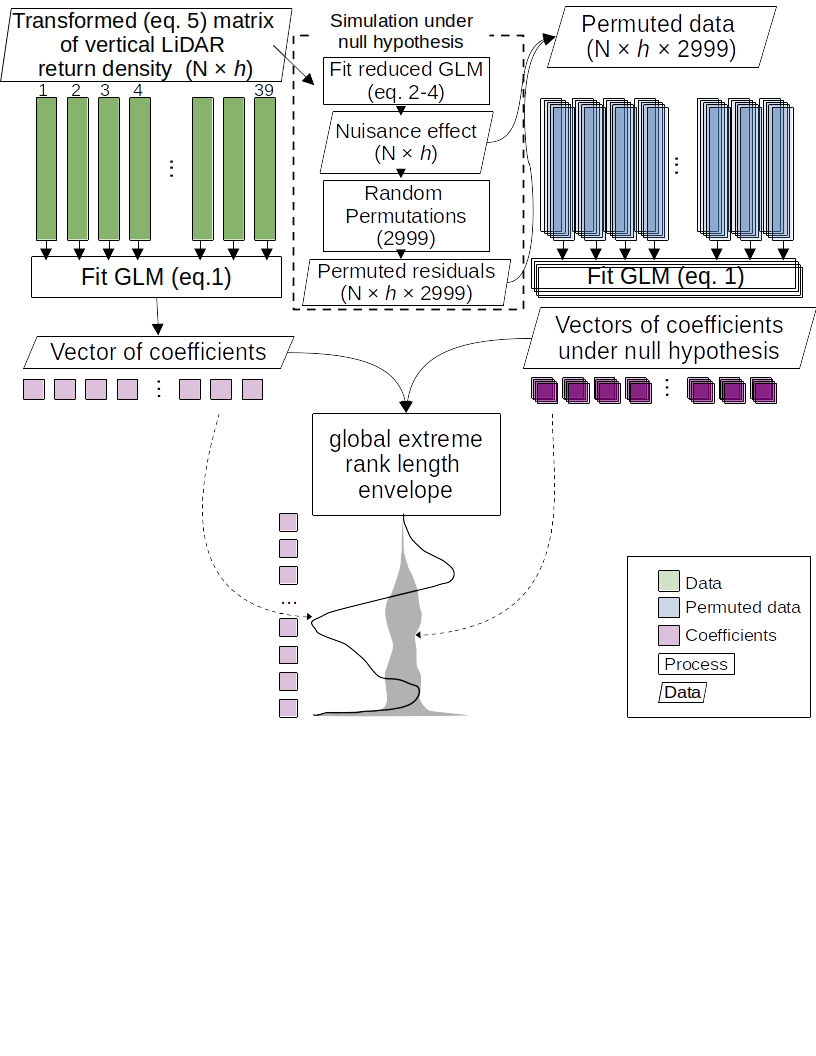 Transformed (eq. 5) matrix
of vertical LiDAR
return density (N × h)
1 2 3 4 ⋮ 39
Fit GLM (eq.1)
Vector of coefficients
⋮
Simulation under
null hypothesis
Fit reduced GLM
(eq. 2-4)
Nuisance effect
(N × h)
Random
Permutations
(2999)
Permuted residuals
(N × h × 2999)
Permuted data
(N × h × 2999)
⋮
Fit GLM (eq. 1)
Vectors of coefficients
under null hypothesis
⋮
global extreme
rank length
envelope
...
Data
Permuted data
Coefficients
Process
Data